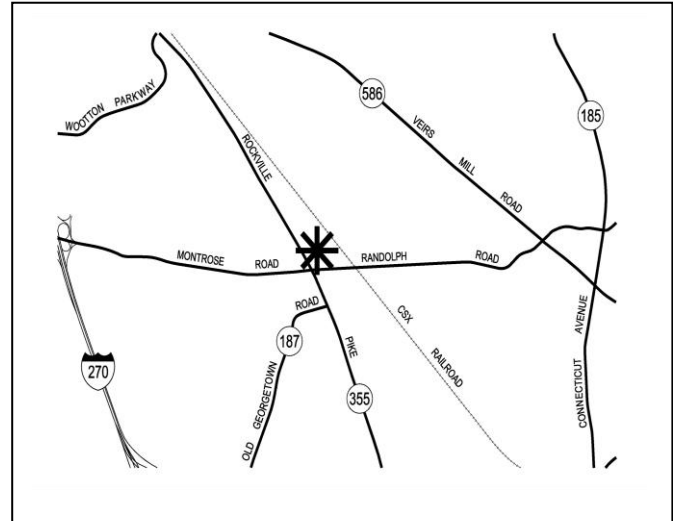 WOOTTON PARKWAY
586
185
ROCKVILLE
VEIRS
MILL
ROAD
MONTROSE ROAD
RANDOLPH ROAD
ROAD
187
CSX
RAILROAD
AVENUE
CONNECTICUT
270
PIKE
355
OLD GEORGETOWN